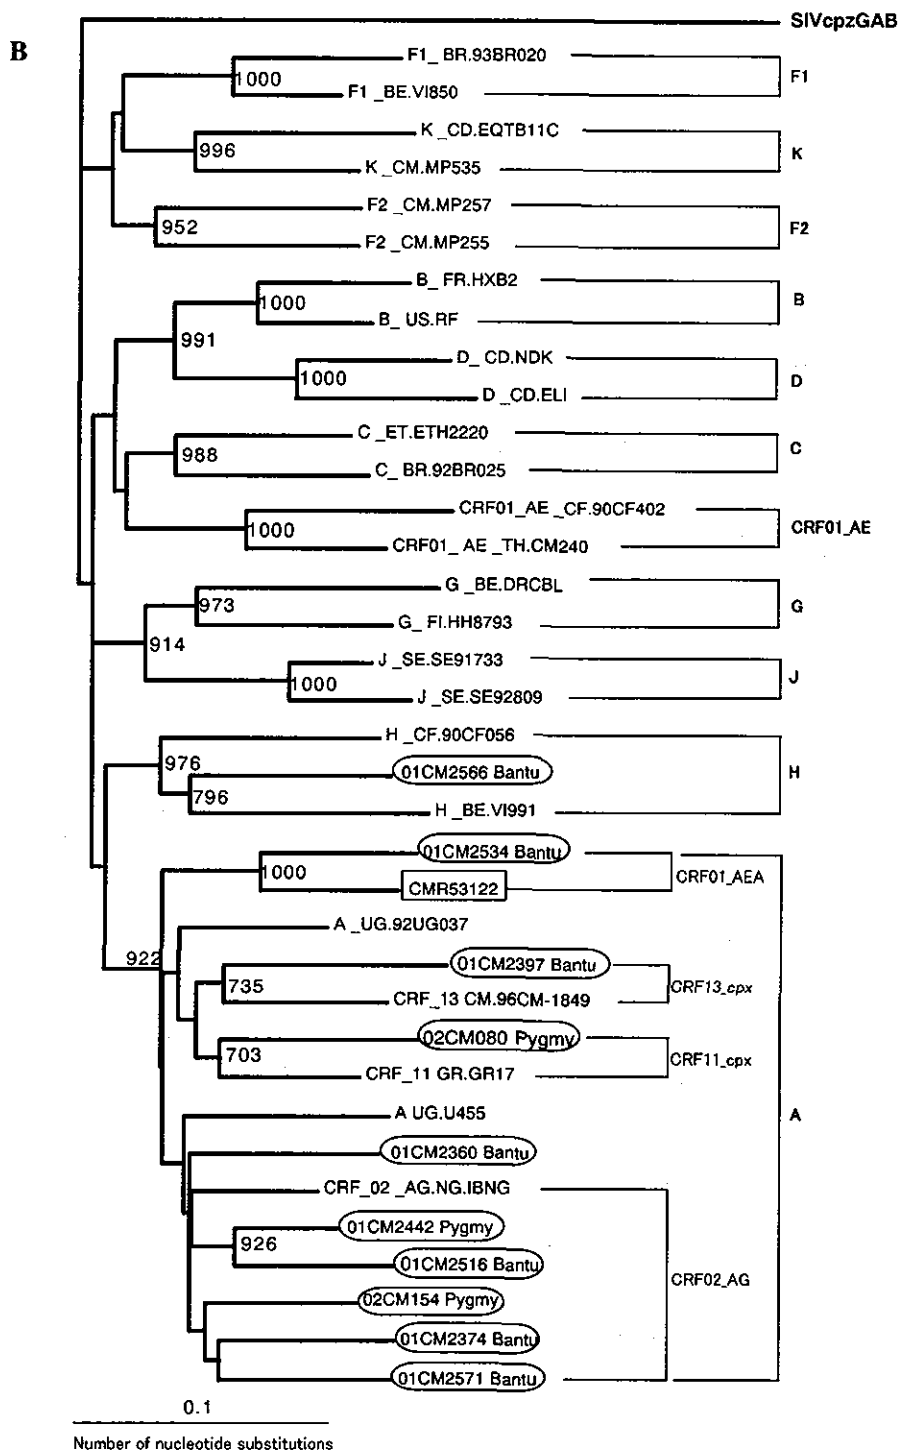 SIVcpzGAB
B
F1_ BR.93BR020
1000
F1
F1 _BE.VI850
K _CD.EQTB11C
996
K
K _CM.MP535
F2 _CM.MP257
952
F2
F2 _CM.MP255
B_ FR.HXB2
1000
B
B_ US.RF
991
D_ CD.NDK
1000
D
D _CD.ELI
C _ET.ETH2220
988
C
C_ BR.92BR025
CRF01_AE _CF.90CF402
1000
CRF01_AE
CRF01_ AE _TH.CM240
G _BE.DRCBL
973
G
G_ FI.HH8793
914
J _SE.SE91733
1000
J
J _SE.SE92809
H _CF.90CF056
976
01CM2566 Bantu
H
796
H _BE.VI991
01CM2534 Bantu
1000
CRF01_AEA
CMR53122
A _UG.92UG037
922
01CM2397 Bantu
735
CRF13_cpx
CRF_13 CM.96CM-1849
02CM080 Pygmy
703
CRF11_cpx
CRF_11 GR.GR17
A UG.U455
A
01CM2360 Bantu
CRF_02 _AG.NG.IBNG
01CM2442 Pygmy
926
01CM2516 Bantu
CRF02_AG
02CM154 Pygmy
01CM2374 Bantu
01CM2571 Bantu
0.1
Number of nucleotide substitutions